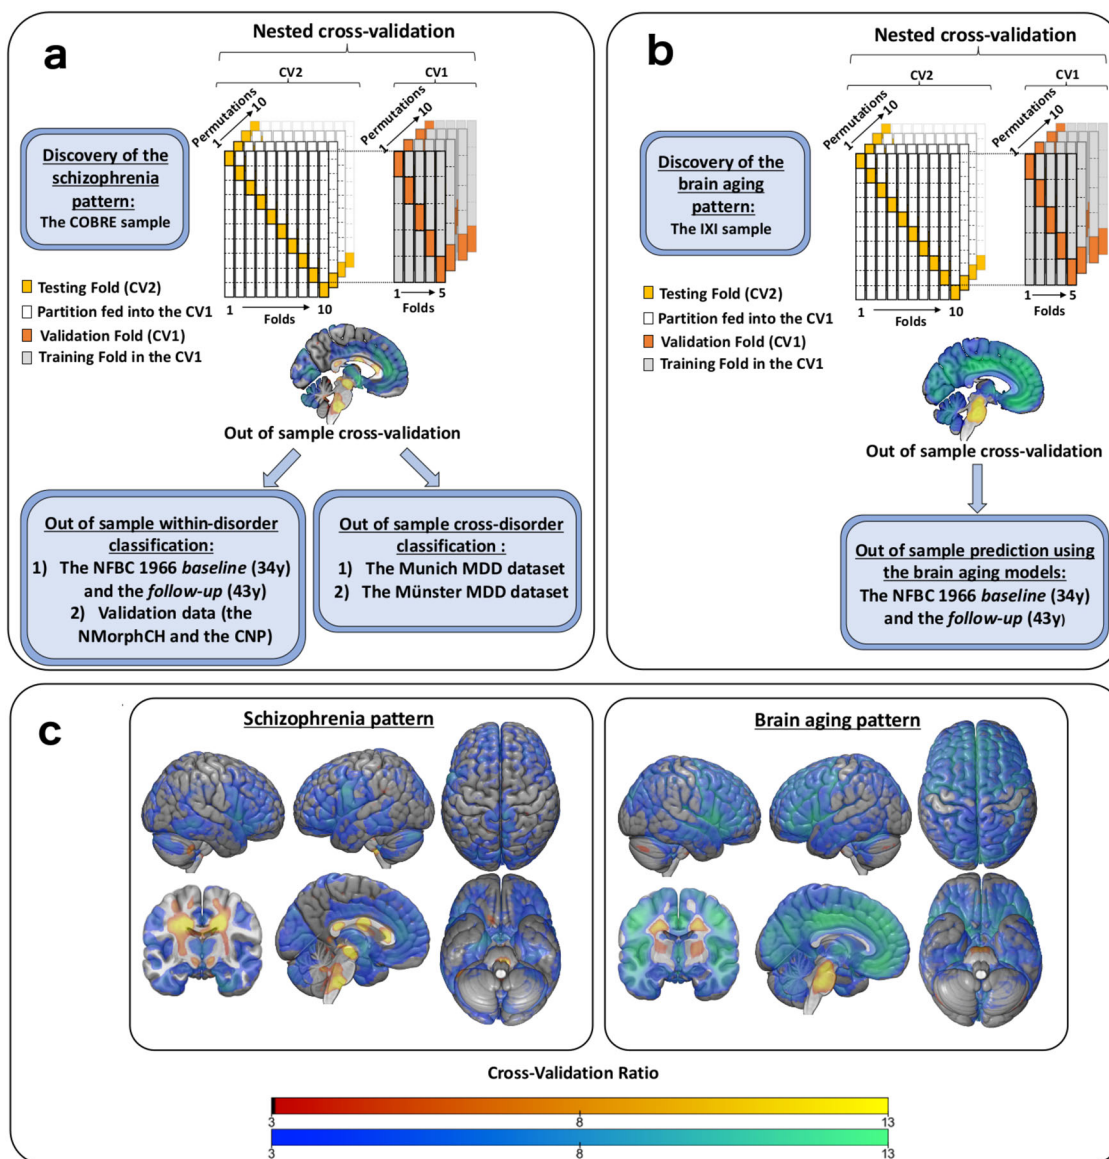 a
Nested cross-validation
CV2
CV1
Permutations
1
10
Permutations
1
10
Discovery of the
schizophrenia
pattern:
The COBRE sample
Testing Fold (CV2)
Partition fed into the CV1
Validation Fold (CV1)
Training Fold in the CV1
1
10
Folds
1
5
Folds
Out of sample cross-validation
Out of sample within-disorder
classification:
1) The NFBC 1966 baseline (34y)
and the follow-up (43y)
2) Validation data (the
NMorphCH and the CNP)
Out of sample cross-disorder
classification :
1) The Munich MDD dataset
2) The Münster MDD dataset
b
Nested cross-validation
CV2
CV1
Permutations
1
10
Permutations
1
10
Discovery of the
brain aging
pattern:
The IXI sample
Testing Fold (CV2)
Partition fed into the CV1
Validation Fold (CV1)
Training Fold in the CV1
1
10
Folds
1
5
Folds
Out of sample cross-validation
Out of sample prediction using
the brain aging models:
The NFBC 1966 baseline (34y)
and the follow-up (43y)
c
Schizophrenia pattern
Brain aging pattern
Cross-Validation Ratio
3 8 13
3 8 13